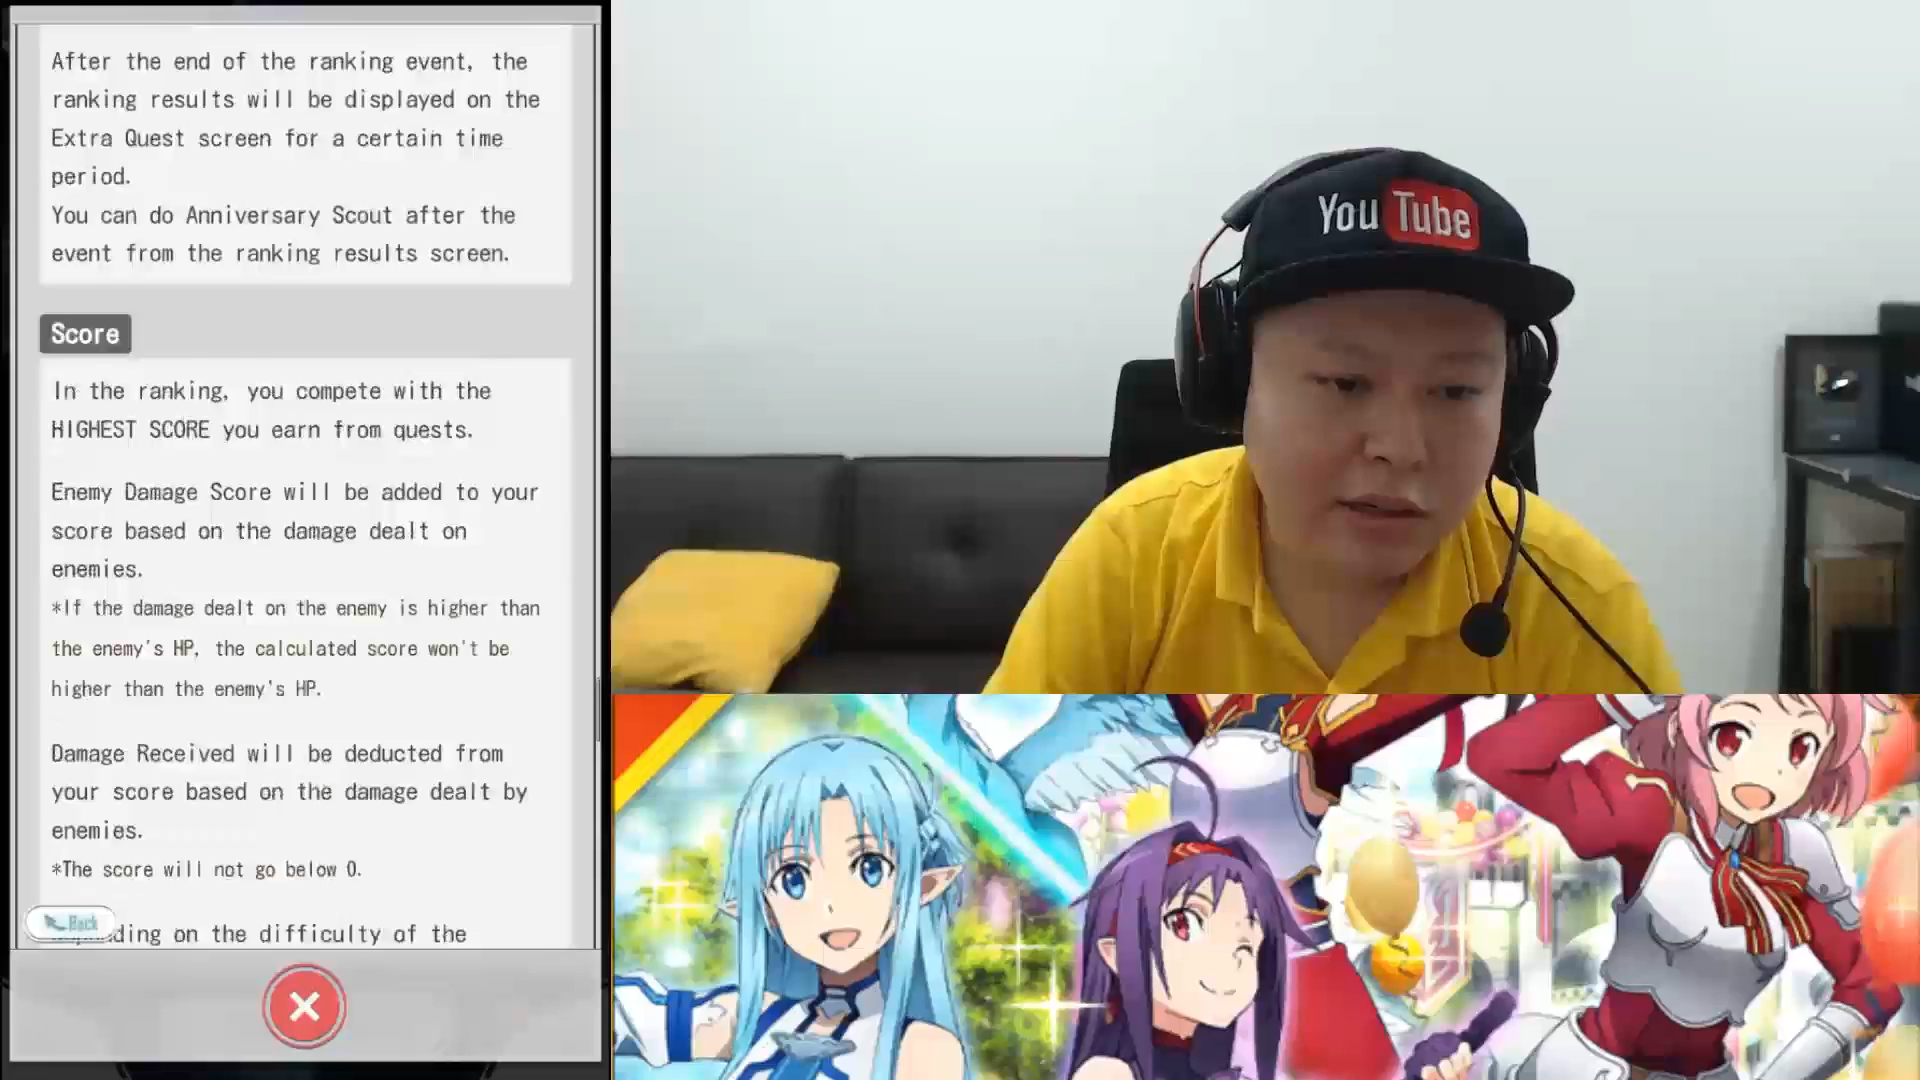 After the end of the ranking event, the
ranking results will be displayed on the
Extra Quest screen for a certain time
period.
You can do Anniversary Scout after the
event from the ranking results screen.
Score
In the ranking, you compete with the
HIGHEST SCORE you earn from quests.
Enemy Damage Score will be added to your
score based on the damage dealt on
enemies.
*If the damage dealt on the enemy is higher than
the enemy's HP, the calculated score won't be
higher than the enemy's HP.
Damage Received will be deducted from
your score based on the damage dealt by
enemies.
*The score will not go below 0.
Back
on the difficulty of the
YouTube